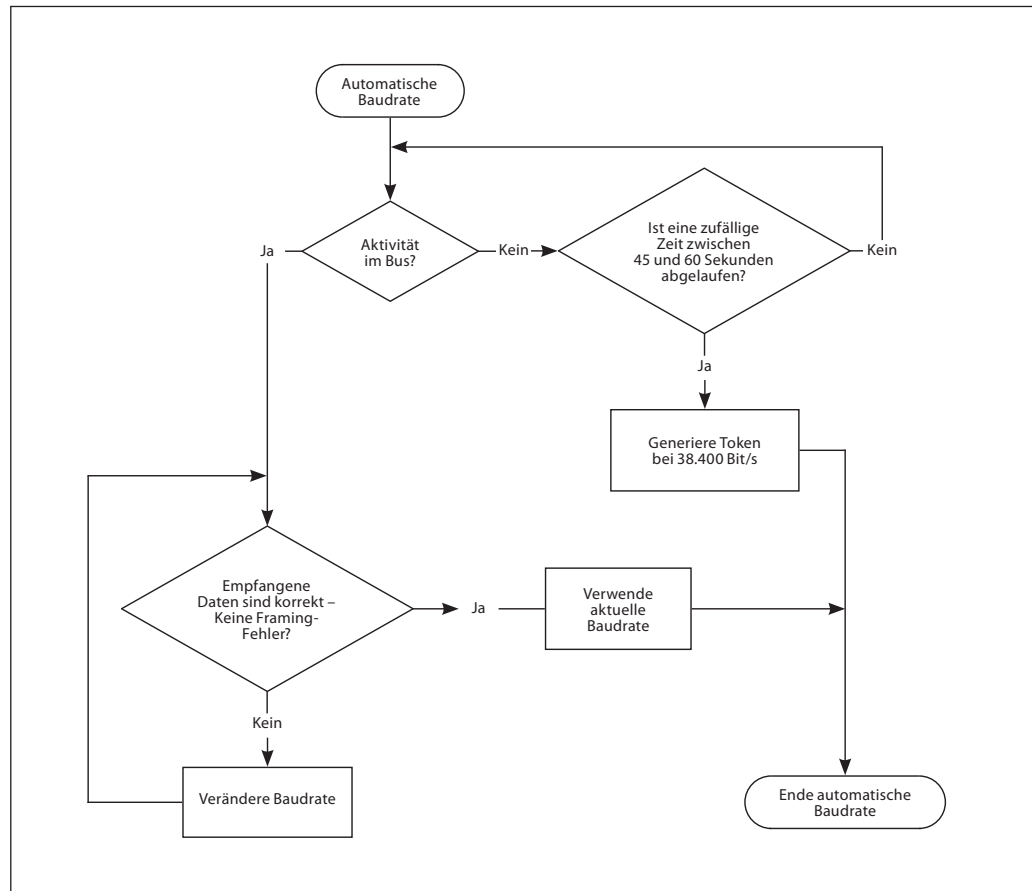 Automatische
Baudrate
Ja
Aktivität
im Bus?
Kein
Ist eine zufällige
Zeit zwischen
45 und 60 Sekunden
abgelaufen?
Kein
Ja
Generiere Token
bei 38.400 Bit/s
Empfangene
Daten sind korrekt –
Keine Framing-
Fehler?
Ja
Verwende
aktuelle
Baudrate
Kein
Verändere Baudrate
Ende automatische
Baudrate